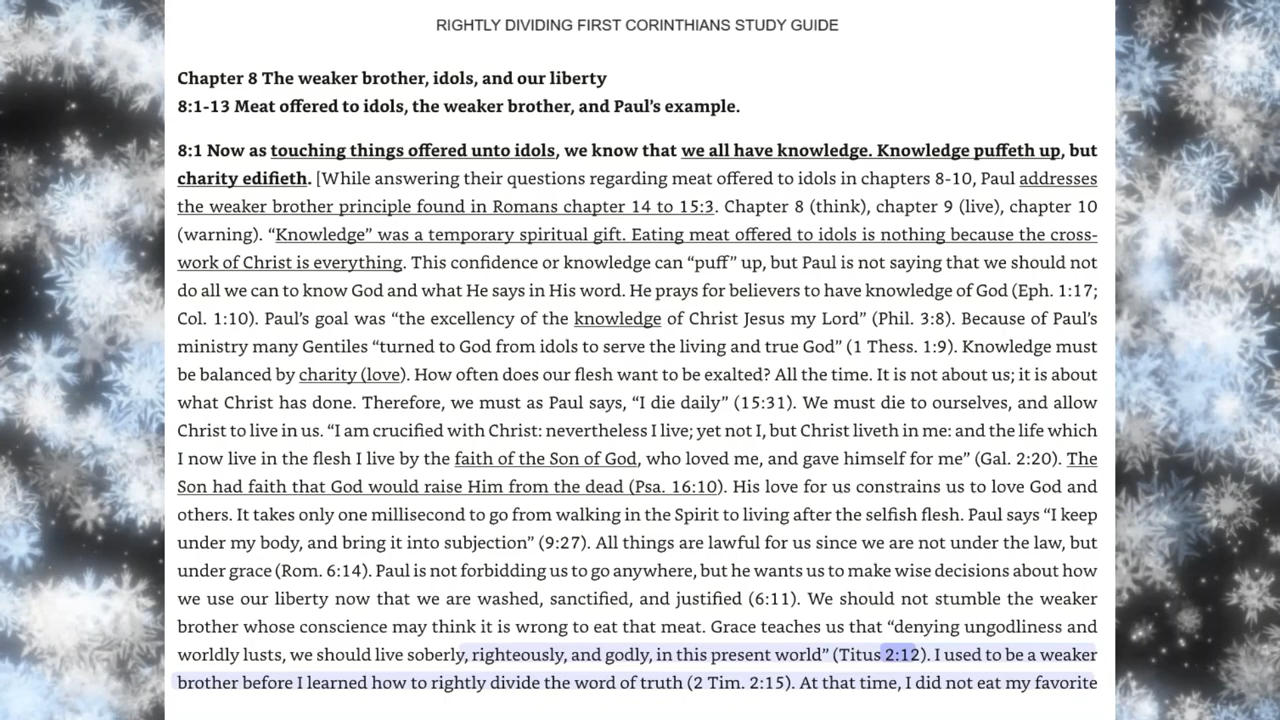 RIGHTLY DIVIDING FIRST CORINTHIANS STUDY GUIDE
Chapter 8 The weaker brother, idols, and our liberty
8:1-13 Meat offered to idols, the weaker brother, and Paul's example.
8:1 Now as touching things offered unto idols, we know that we all have knowledge. Knowledge puffeth up, but
charity edifieth. [While answering their questions regarding meat offered to idols in chapters 8-10, Paul addresses
the weaker brother principle found in Romans chapter 14 to 15:3. Chapter 8 (think), chapter 9 (live), chapter 10
(warning). “Knowledge” was a temporary spiritual gift. Eating meat offered to idols is nothing because the cross-
work of Christ is everything. This confidence or knowledge can “puff” up, but Paul is not saying that we should not
do all we can to know God and what He says in His word. He prays for believers to have knowledge of God (Eph. 1:17;
Col. 1:10). Paul's goal was “the excellency of the knowledge of Christ Jesus my Lord” (Phil. 3:8). Because of Paul's
ministry many Gentiles “turned to God from idols to serve the living and true God” (1 Thess. 1:9). Knowledge must
be balanced by charity (love). How often does our flesh want to be exalted? All the time. It is not about us; it is about
what Christ has done. Therefore, we must as Paul says, “I die daily” (15:31). We must die to ourselves, and allow
Christ to live in us. “I am crucified with Christ: nevertheless I live; yet not I, but Christ liveth in me: and the life which
I now live in the flesh I live by the faith of the Son of God, who loved me, and gave himself for me” (Gal. 2:20). The
Son had faith that God would raise Him from the dead (Psa. 16:10). His love for us constrains us to love God and
others. It takes only one millisecond to go from walking in the Spirit to living after the selfish flesh. Paul says “I keep
under my body, and bring it into subjection” (9:27). All things are lawful for us since we are not under the law, but
under grace (Rom. 6:14). Paul is not forbidding us to go anywhere, but he wants us to make wise decisions about how
we use our liberty now that we are washed, sanctified, and justified (6:11). We should not stumble the weaker
brother whose conscience may think it is wrong to eat that meat. Grace teaches us that “denying ungodliness and
worldly lusts, we should live soberly, righteously, and godly, in this present world” (Titus 2:12). I used to be a weaker
brother before I learned how to rightly divide the word of truth (2 Tim. 2:15). At that time, I did not eat my favorite